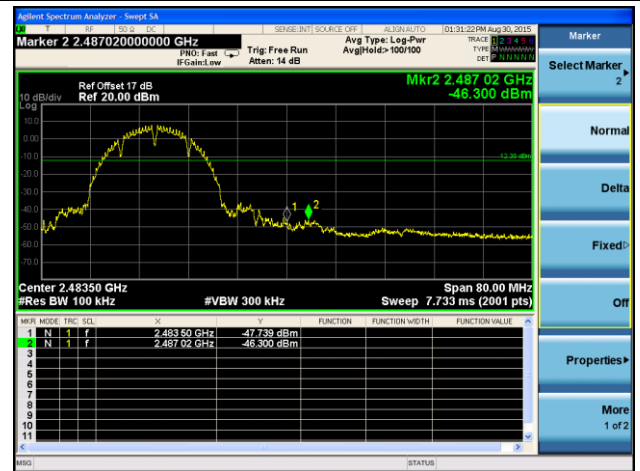 Agilent Spectrum Analyzer - Swept SA
T RF 50 Ω DC SENSE:INT SOURCE OFF ALIGN AUTO 01:31:22 PM Aug 30, 2015
Marker 2 2.487020000000 GHz
PNO: Fast
IFGain:Low
Trig: Free Run
Atten: 14 dB
Avg Type: Log-Pwr
Avg|Hold:> 100/100
TRACE 1 2 3 4 5 6
TYPE M
DET P N N N N N
Ref Offset 17 dB
10 dB/div Ref 20.00 dBm
Log
Mkr2 2.487 02 GHz
-46.300 dBm
10.0
0.00
-10.0
-20.0
-30.0
-40.0
-50.0
-60.0
-70.0
1
2
Center 2.48350 GHz
#Res BW 100 kHz
#VBW 300 kHz
Span 80.00 MHz
Sweep 7.733 ms (2001 pts)
MKR MODE TRC SCL X Y FUNCTION FUNCTION WIDTH FUNCTION VALUE
1 N 1 f 2.483 50 GHz -47.739 dBm
2 N 1 f 2.487 02 GHz -46.300 dBm
3
4
5
6
7
8
9
10
11
MSG STATUS
Marker
Select Marker
2
Normal
Delta
Fixed
Off
Properties
More
1 of 2